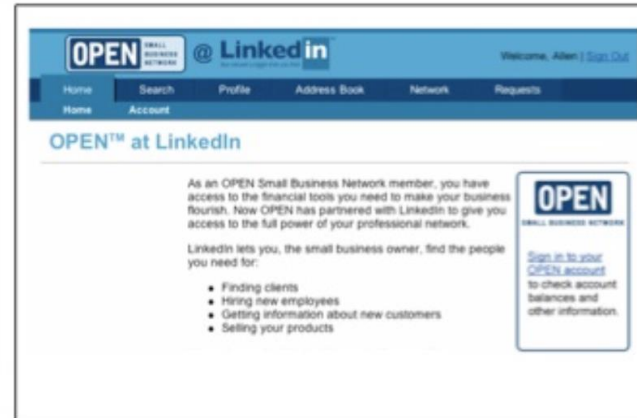 OPEN SMALL BUSINESS NETWORK @ Linked in
Welcome, Allen | Sign Out
Home Search Profile Address Book Network Requests
Home Account
OPEN™ at LinkedIn
As an OPEN Small Business Network member, you have
access to the financial tools you need to make your business
flourish. Now OPEN has partnered with LinkedIn to give you
access to the full power of your professional network.
LinkedIn lets you, the small business owner, find the people
you need for:
• Finding clients
• Hiring new employees
• Getting information about new customers
• Selling your products
OPEN
SMALL BUSINESS NETWORK
Sign in to your
OPEN account
to check account
balances and
other information.